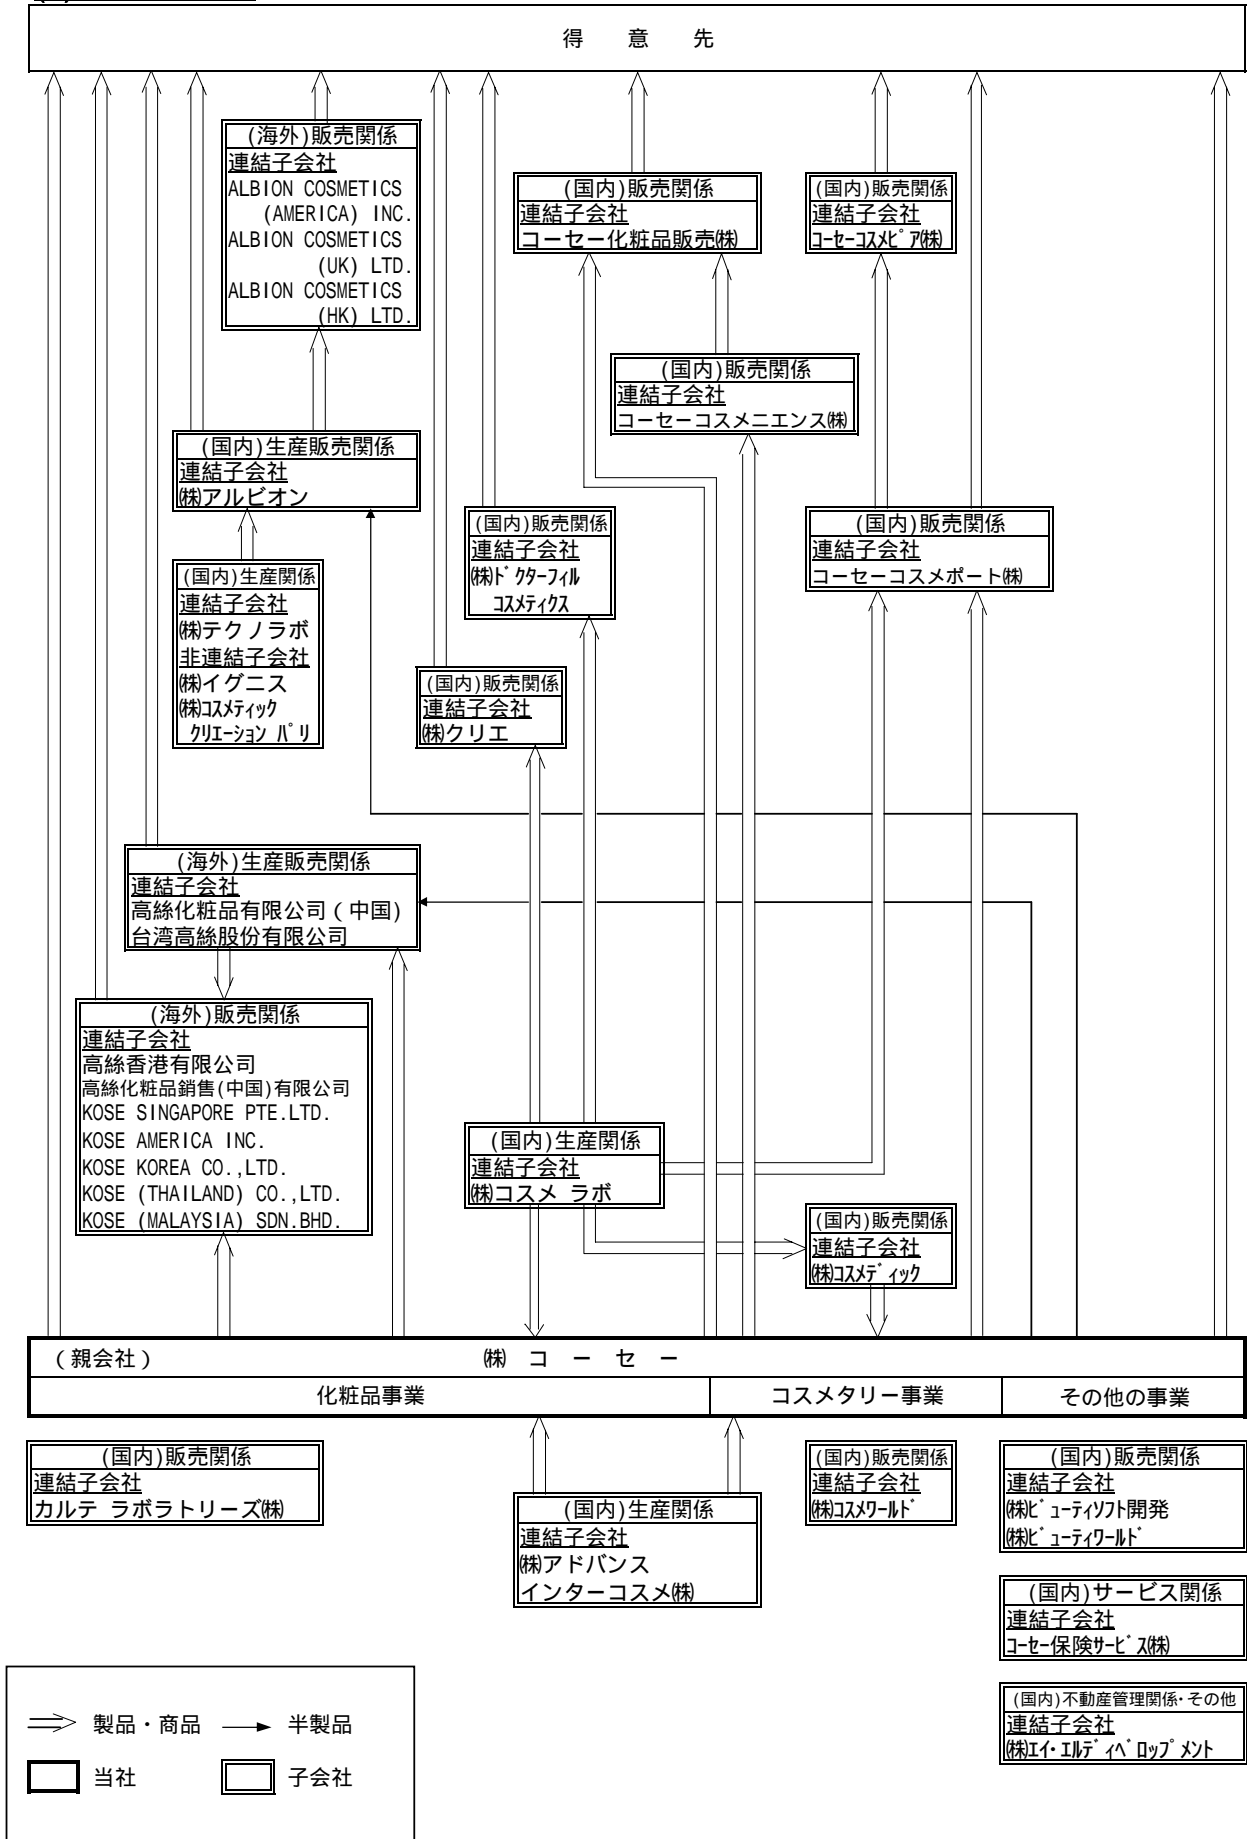 得 意 先
(海外)販売関係
連結子会社
ALBION COSMETICS
(AMERICA) INC.
ALBION COSMETICS
(UK) LTD.
ALBION COSMETICS
(HK) LTD.
(国内)販売関係
連結子会社
コーセー化粧品販売㈱
(国内)販売関係
連結子会社
ｺｰｾｰｺｽﾒﾋﾟｱ㈱
(国内)販売関係
連結子会社
コーセーコスメニエンス㈱
(国内)生産販売関係
連結子会社
㈱アルビオン
(国内)販売関係
連結子会社
㈱ﾄﾞｸﾀｰﾌｨﾙ
ｺｽﾒﾃｨｸｽ
(国内)販売関係
連結子会社
コーセーコスメポート㈱
(国内)生産関係
連結子会社
㈱テクノラボ
非連結子会社
㈱イグニス
㈱ｺｽﾒﾃｨｯｸ
ｸﾘｴｰｼｮﾝ ﾊﾟﾘ
(国内)販売関係
連結子会社
㈱クリエ
(海外)生産販売関係
連結子会社
高絲化粧品有限公司（中国）
台湾高絲股份有限公司
(海外)販売関係
連結子会社
高絲香港有限公司
高絲化粧品銷售(中国)有限公司
KOSE SINGAPORE PTE.LTD.
KOSE AMERICA INC.
KOSE KOREA CO.,LTD.
KOSE (THAILAND) CO.,LTD.
KOSE (MALAYSIA) SDN.BHD.
(国内)生産関係
連結子会社
㈱コスメ ラボ
(国内)販売関係
連結子会社
㈱ｺｽﾒﾃﾞｨｯｸ
（親会社） ㈱ コ ー セ ー
化粧品事業 コスメタリー事業 その他の事業
(国内)販売関係
連結子会社
カルテ ラボラトリーズ㈱
(国内)生産関係
連結子会社
㈱アドバンス
インターコスメ㈱
(国内)販売関係
連結子会社
㈱ｺｽﾒﾜｰﾙﾄﾞ
(国内)販売関係
連結子会社
㈱ﾋﾞｭｰﾃｨｿﾌﾄ開発
㈱ﾋﾞｭｰﾃｨﾜｰﾙﾄﾞ
(国内)サービス関係
連結子会社
ｺｰｾｰ保険ｻｰﾋﾞｽ㈱
(国内)不動産管理関係･その他
連結子会社
㈱ｴｲ･ｴﾙﾃﾞｨﾍﾞﾛｯﾌﾟﾒﾝﾄ
製品・商品 半製品
当社 子会社